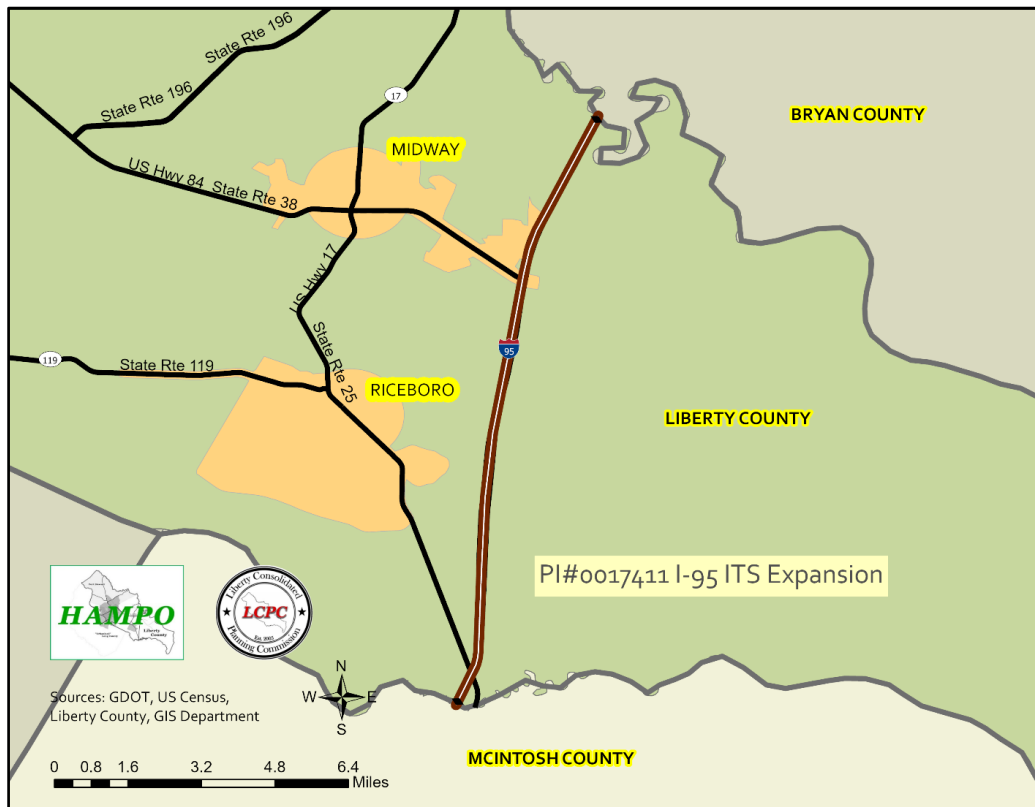 State Rte 196
State Rte 196
17
BRYAN COUNTY
MIDWAY
US Hwy 84 State Rte 38
US Hwy 17
95
119
State Rte 119
State Rte 25
RICEBORO
LIBERTY COUNTY
PI#0017411 I-95 ITS Expansion
HAMPO
Liberty
County
Liberty Consolidated
LCPC
Est. 2002
Planning Commission
N
W E
S
Sources: GDOT, US Census,
Liberty County, GIS Department
MCINTOSH COUNTY
0 0.8 1.6 3.2 4.8 6.4
Miles